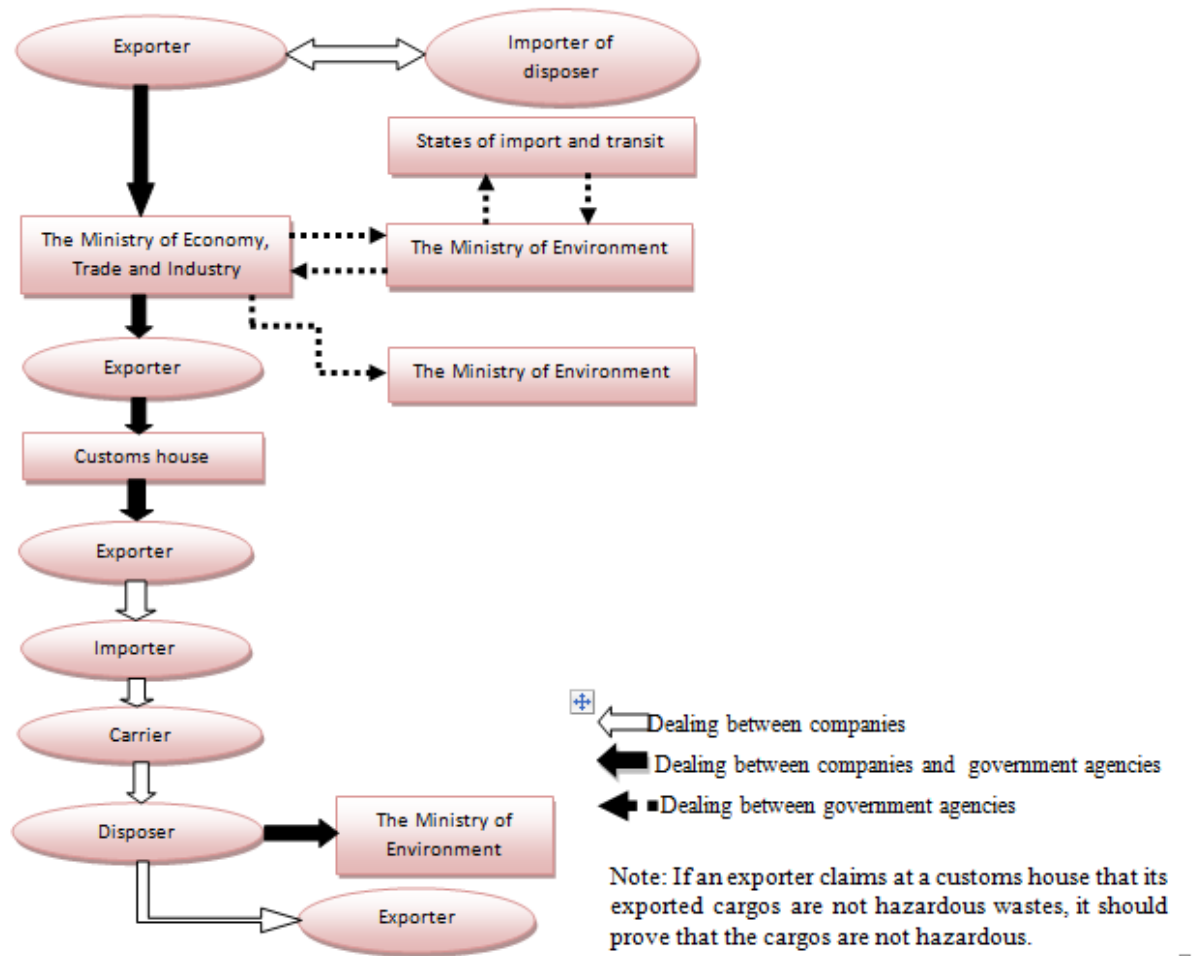 Exporter
Importer of
disposer
States of import and transit
The Ministry of Economy,
Trade and Industry
The Ministry of Environment
Exporter
The Ministry of Environment
Customs house
Exporter
Importer
Carrier
Disposer
The Ministry of
Environment
Exporter
Dealing between companies
Dealing between companies and government agencies
Dealing between government agencies
Note: If an exporter claims at a customs house that its
exported cargos are not hazardous wastes, it should
prove that the cargos are not hazardous.